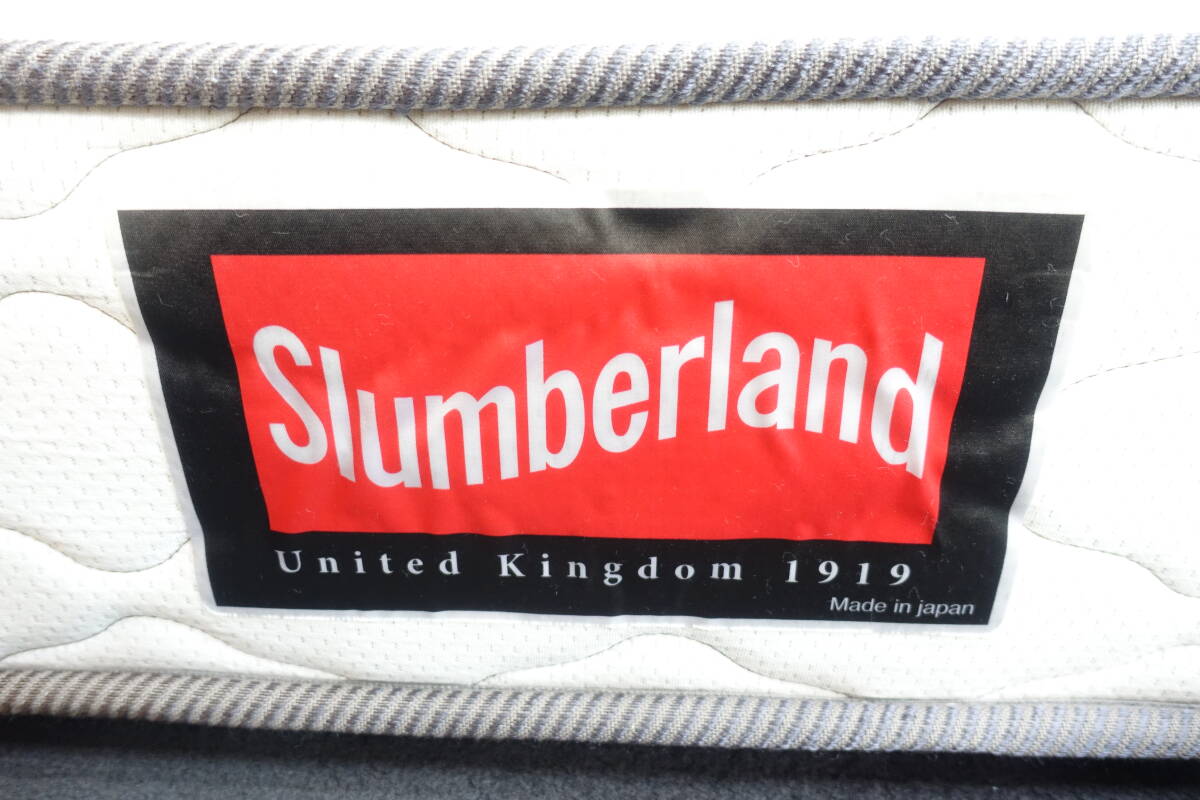 Slumberland
United Kingdom 1919
Made in japan